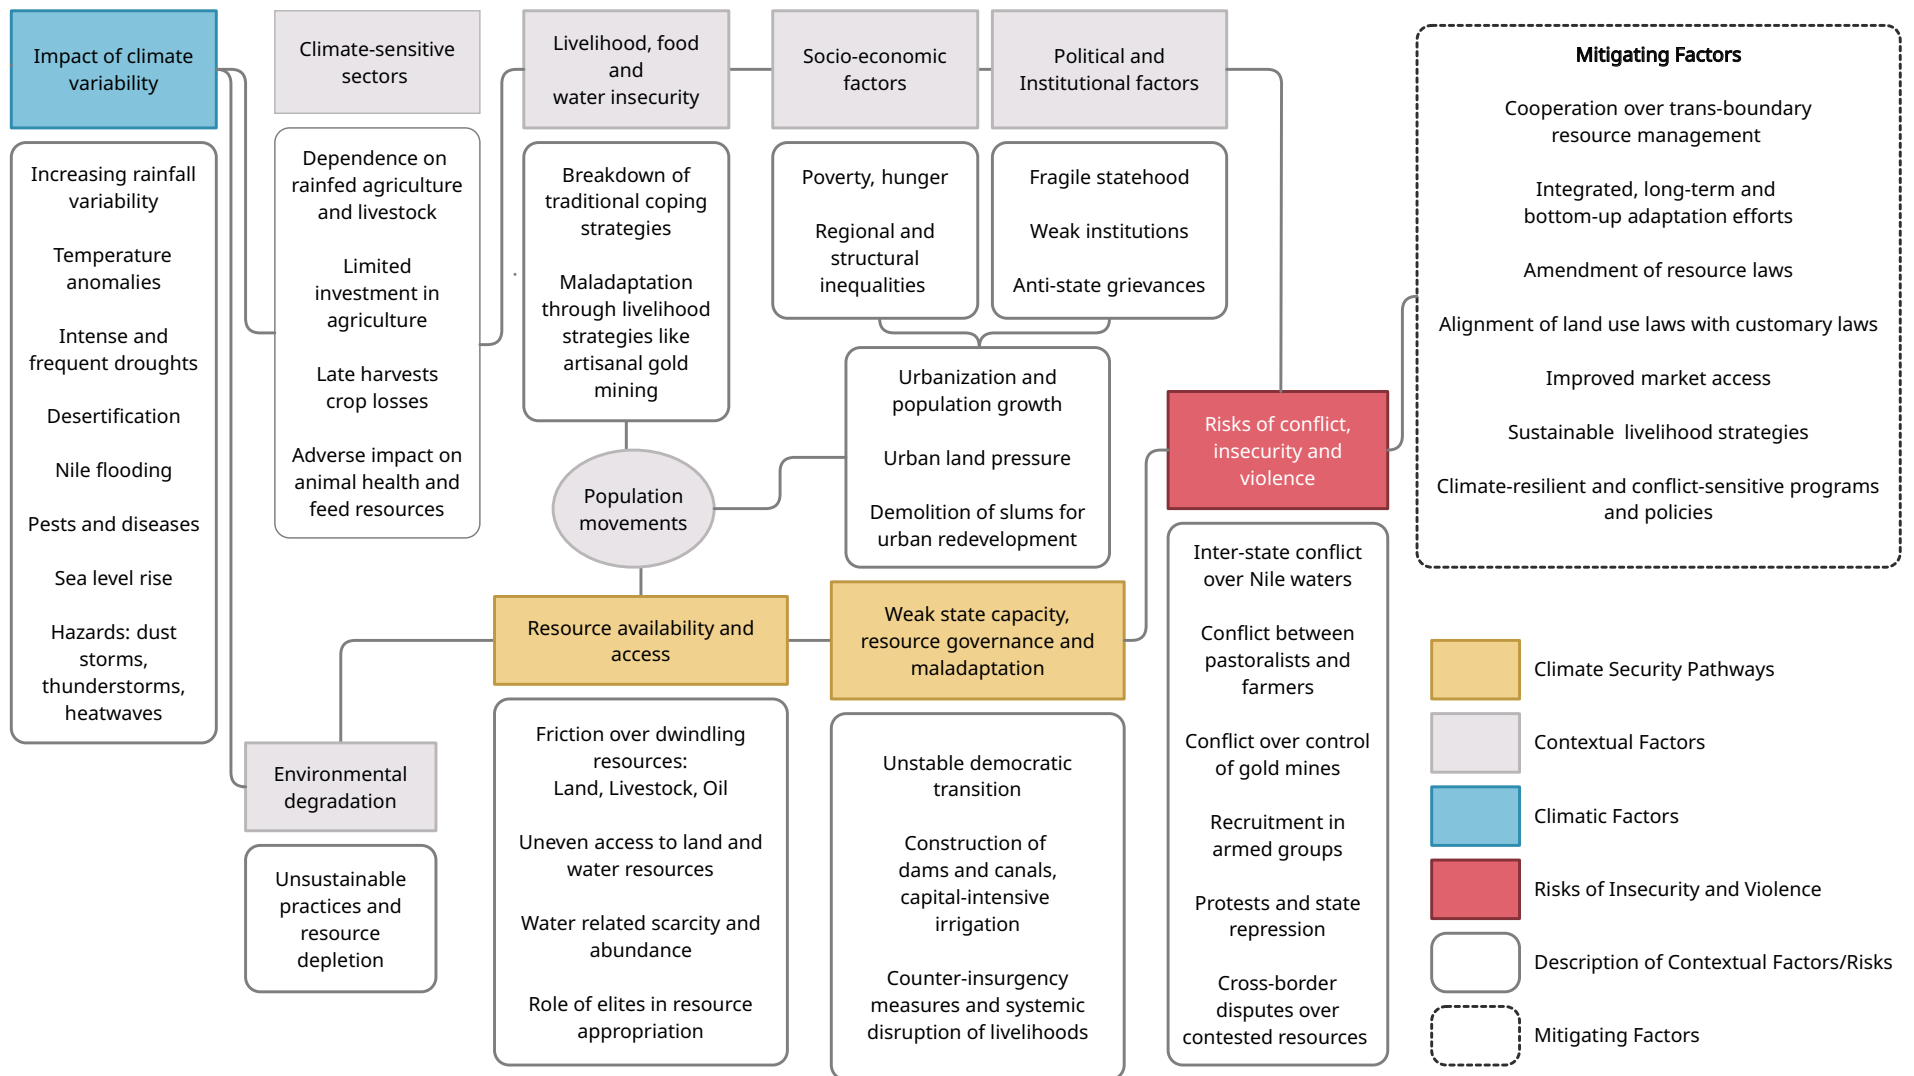 Impact of climate
variability
Increasing rainfall
variability
Temperature
anomalies
Intense and
frequent droughts
Desertification
Nile flooding
Pests and diseases
Sea level rise
Hazards: dust
storms,
thunderstorms,
heatwaves
Climate-sensitive
sectors
Dependence on
rainfed agriculture
and livestock
Limited
investment in
agriculture
Late harvests
crop losses
Adverse impact on
animal health and
feed resources
Environmental
degradation
Unsustainable
practices and
resource
depletion
Livelihood, food
and
water insecurity
Breakdown of
traditional coping
strategies
Maladaptation
through livelihood
strategies like
artisanal gold
mining
Population
movements
Resource availability and
access
Friction over dwindling
resources:
Land, Livestock, Oil
Uneven access to land and
water resources
Water related scarcity and
abundance
Role of elites in resource
appropriation
Socio-economic
factors
Poverty, hunger
Regional and
structural
inequalities
Political and
Institutional factors
Fragile statehood
Weak institutions
Anti-state grievances
Urbanization and
population growth
Urban land pressure
Demolition of slums for
urban redevelopment
Weak state capacity,
resource governance and
maladaptation
Unstable democratic
transition
Construction of
dams and canals,
capital-intensive
irrigation
Counter-insurgency
measures and systemic
disruption of livelihoods
Risks of conflict,
insecurity and
violence
Inter-state conflict
over Nile waters
Conflict between
pastoralists and
farmers
Conflict over control
of gold mines
Recruitment in
armed groups
Protests and state
repression
Cross-border
disputes over
contested resources
Mitigating Factors
Cooperation over trans-boundary
resource management
Integrated, long-term and
bottom-up adaptation efforts
Amendment of resource laws
Alignment of land use laws with customary laws
Improved market access
Sustainable livelihood strategies
Climate-resilient and conflict-sensitive programs
and policies
Climate Security Pathways
Contextual Factors
Climatic Factors
Risks of Insecurity and Violence
Description of Contextual Factors/Risks
Mitigating Factors